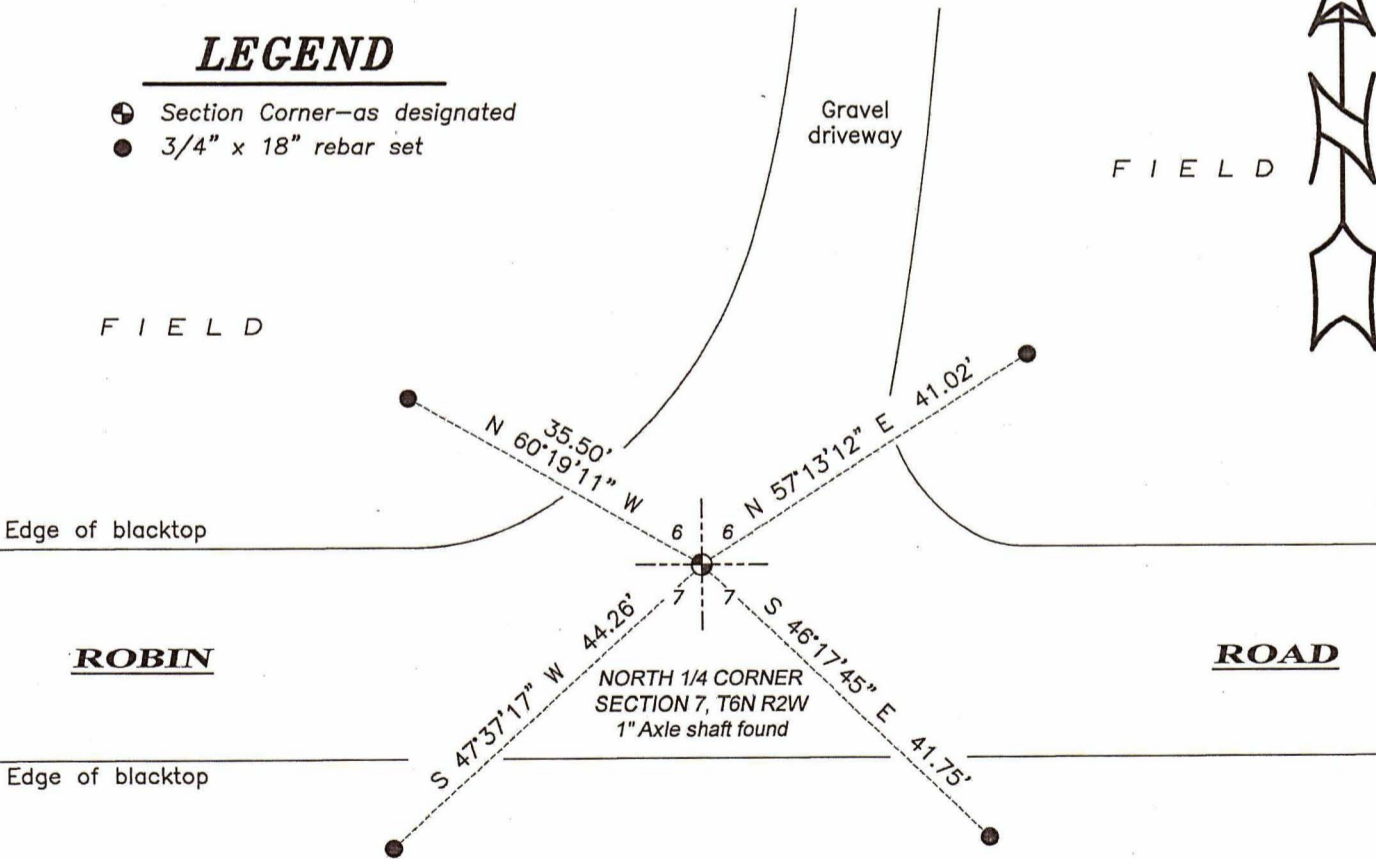 LEGEND
Section Corner—as designated
3/4" x 18" rebar set
Gravel
driveway
FIELD
N
FIELD
35.50'
N 60°19'11" W
N 57°13'12" E 41.02'
Edge of blacktop
6 6
7 7
S 47°37'17" W 44.26'
S 46°17'45" E 41.75'
ROBIN
ROAD
NORTH 1/4 CORNER
SECTION 7, T6N R2W
1" Axle shaft found
Edge of blacktop